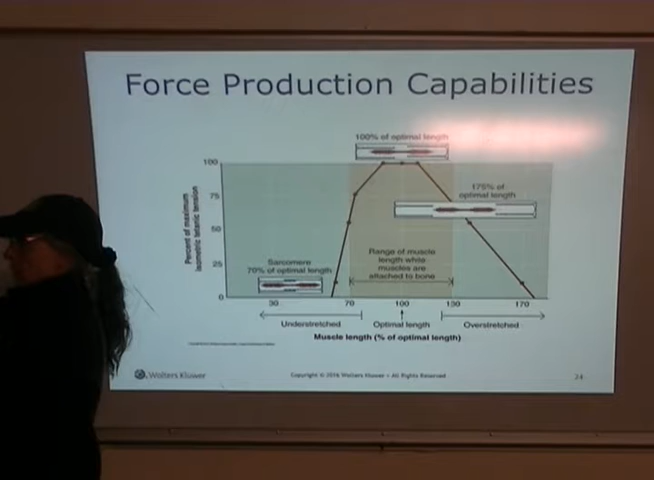 Force Production Capabilities
100% of optimal length
100
75
50
25
0
Percent of maximum
isometric tetanic tension
175% of
optimal length
Sarcomere
70% of optimal length
Range of muscle
length while
muscles are
attached to bone
30
70
100
130
170
Understretched
Optimal length
Overstretched
Muscle length (% of optimal length)
Wolters Kluwer
Copyright © 2016 Wolters Kluwer • All Rights Reserved
24